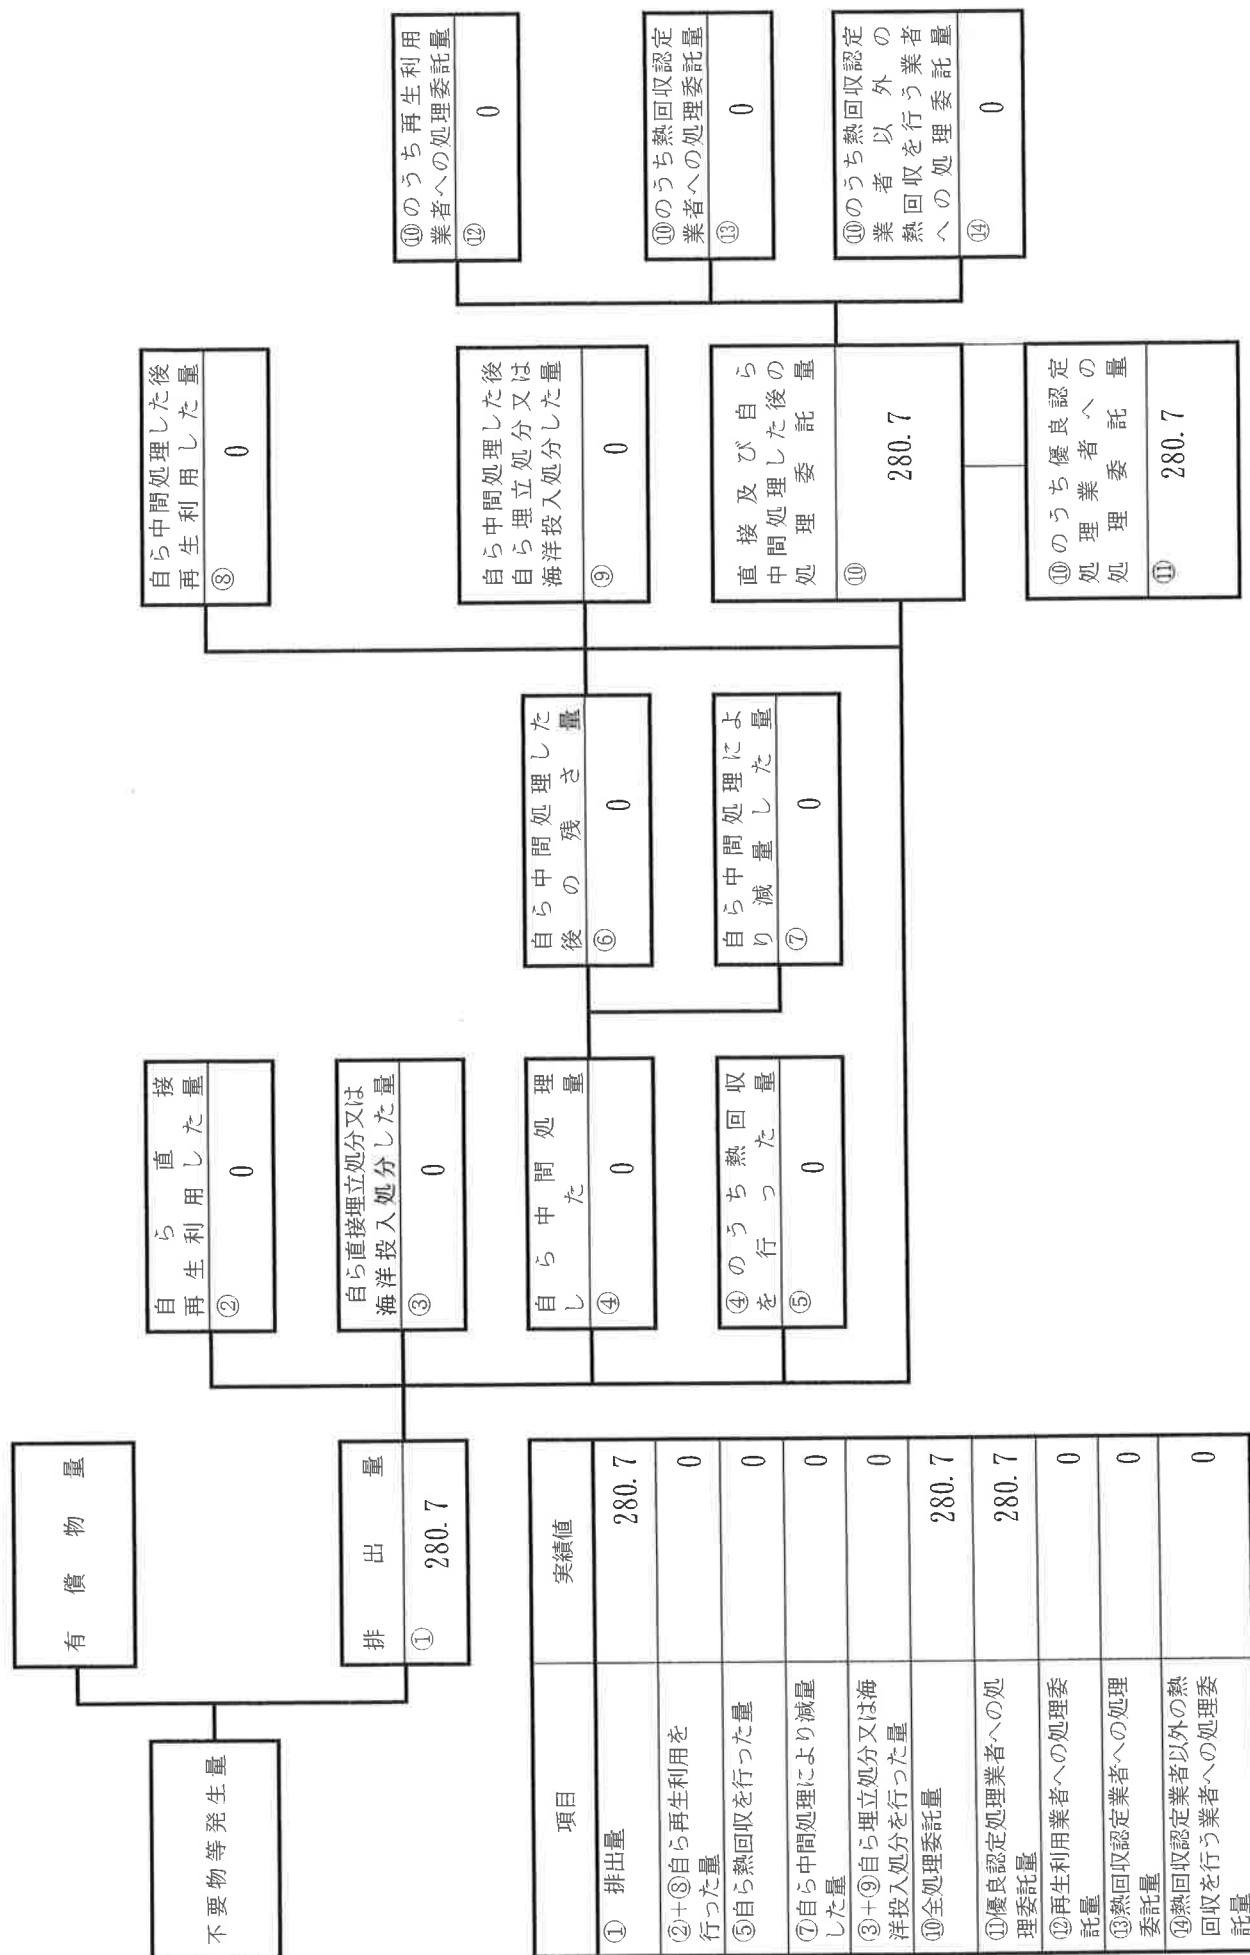 不要物等発生量
有償物量
排出量
①
280.7
自ら直接
再生利用した量
②
0
自ら直接埋立処分又は
海洋投入処分した量
③
0
自ら中間処理
した量
④
0
④のうち熱回収
を行った量
⑤
0
自ら中間処理した
後の残さ量
⑥
0
自ら中間処理によ
り減量した量
⑦
0
自ら中間処理した後
再生利用した量
⑧
0
自ら中間処理した後
自ら埋立処分又は
海洋投入処分した量
⑨
0
直接及び自ら
中間処理した後の
処理委託量
⑩
280.7
⑩のうち優良認定
処理業者への
処理委託量
⑪
280.7
⑩のうち再生利用
業者への処理委託量
⑫
0
⑩のうち熱回収認定
業者への処理委託量
⑬
0
⑩のうち熱回収認定
業者以外の
熱回収を行う業者
への処理委託量
⑭
0
項目 実績値
① 排出量 280.7
②+⑧自ら再生利用を
行った量 0
⑤自ら熱回収を行った量 0
⑦自ら中間処理により減量
した量 0
③+⑨自ら埋立処分又は海
洋投入処分を行った量 0
⑩全処理委託量 280.7
⑪優良認定処理業者への処
理委託量 280.7
⑫再生利用業者への処理委
託量 0
⑬熱回収認定業者への処理
委託量 0
⑭熱回収認定業者以外の熱
回収を行う業者への処理委
託量 0